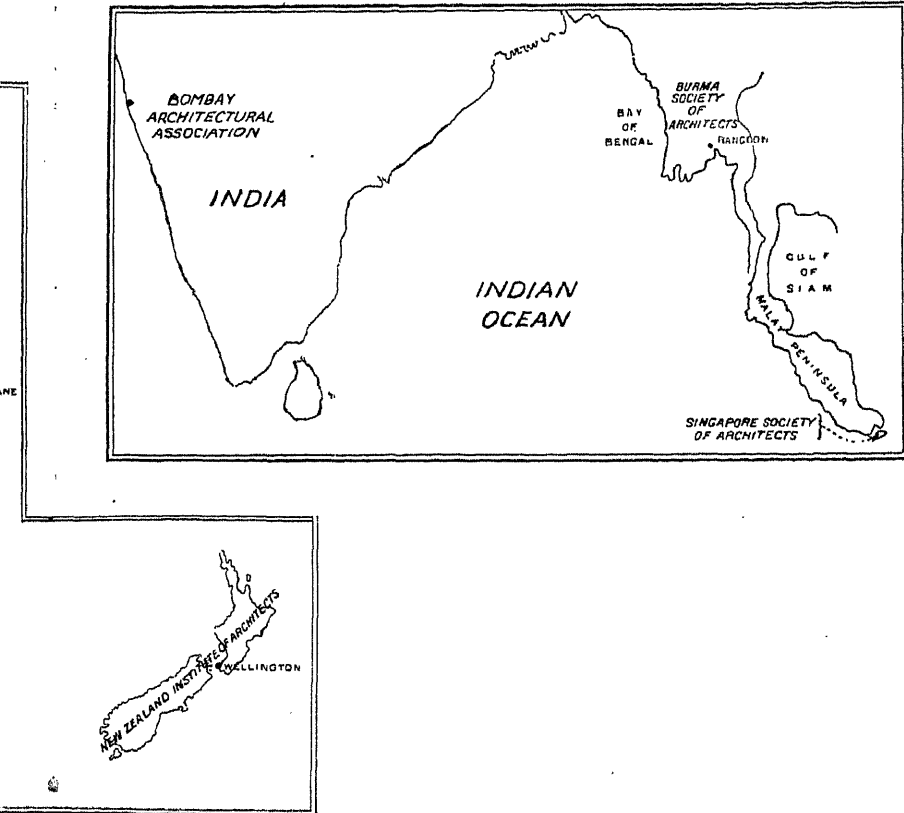 BOMBAY
ARCHITECTURAL
ASSOCIATION
INDIA
BAY
OF
BENGAL
BURMA
SOCIETY
OF
ARCHITECTS
RANGOON
INDIAN
OCEAN
GULF
OF
SIAM
MALAY PENINSULA
SINGAPORE SOCIETY
OF ARCHITECTS
NEW ZERLAND INSTITUTE OF ARCHITECTS
WELLINGTON